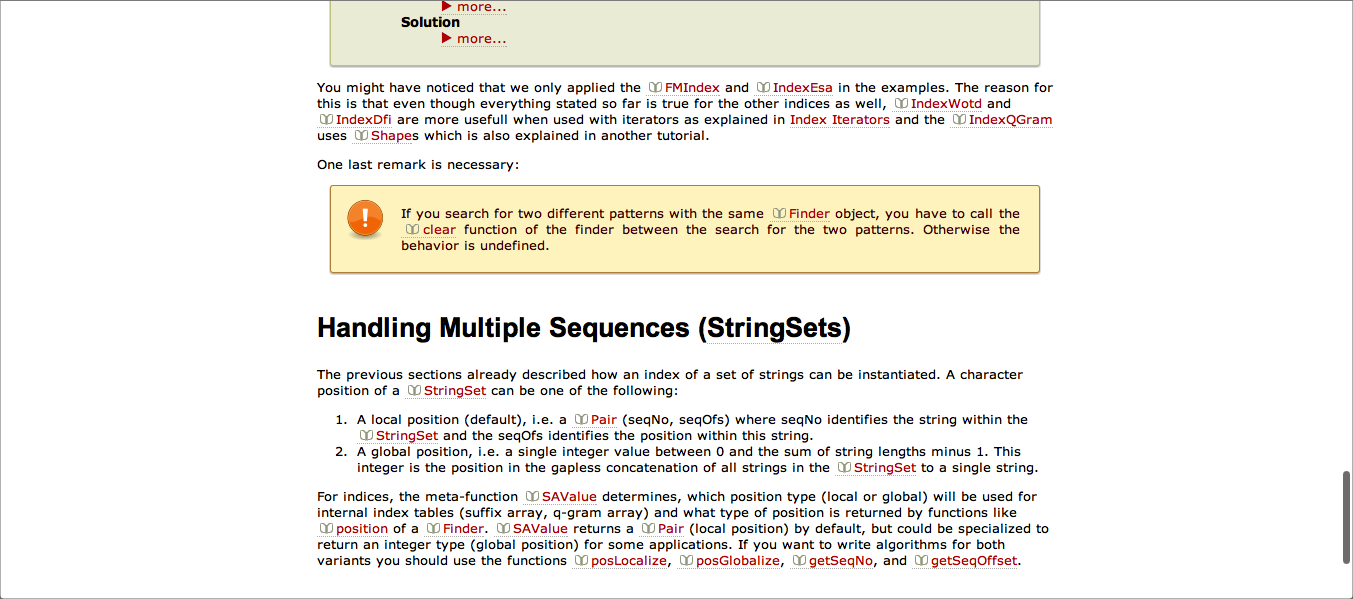 ▶ more...
Solution
▶ more...
You might have noticed that we only applied the FMIndex and IndexEsa in the examples. The reason for
this is that even though everything stated so far is true for the other indices as well, IndexWotd and
IndexDfi are more usefull when used with iterators as explained in Index Iterators and the IndexQGram
uses Shapes which is also explained in another tutorial.
One last remark is necessary:
If you search for two different patterns with the same Finder object, you have to call the
clear function of the finder between the search for the two patterns. Otherwise the
behavior is undefined.
Handling Multiple Sequences (StringSets)
The previous sections already described how an index of a set of strings can be instantiated. A character
position of a StringSet can be one of the following:
1. A local position (default), i.e. a Pair (seqNo, seqOfs) where seqNo identifies the string within the
StringSet and the seqOfs identifies the position within this string.
2. A global position, i.e. a single integer value between 0 and the sum of string lengths minus 1. This
integer is the position in the gapless concatenation of all strings in the StringSet to a single string.
For indices, the meta-function SAValue determines, which position type (local or global) will be used for
internal index tables (suffix array, q-gram array) and what type of position is returned by functions like
position of a Finder. SAValue returns a Pair (local position) by default, but could be specialized to
return an integer type (global position) for some applications. If you want to write algorithms for both
variants you should use the functions posLocalize, posGlobalize, getSeqNo, and getSeqOffset.